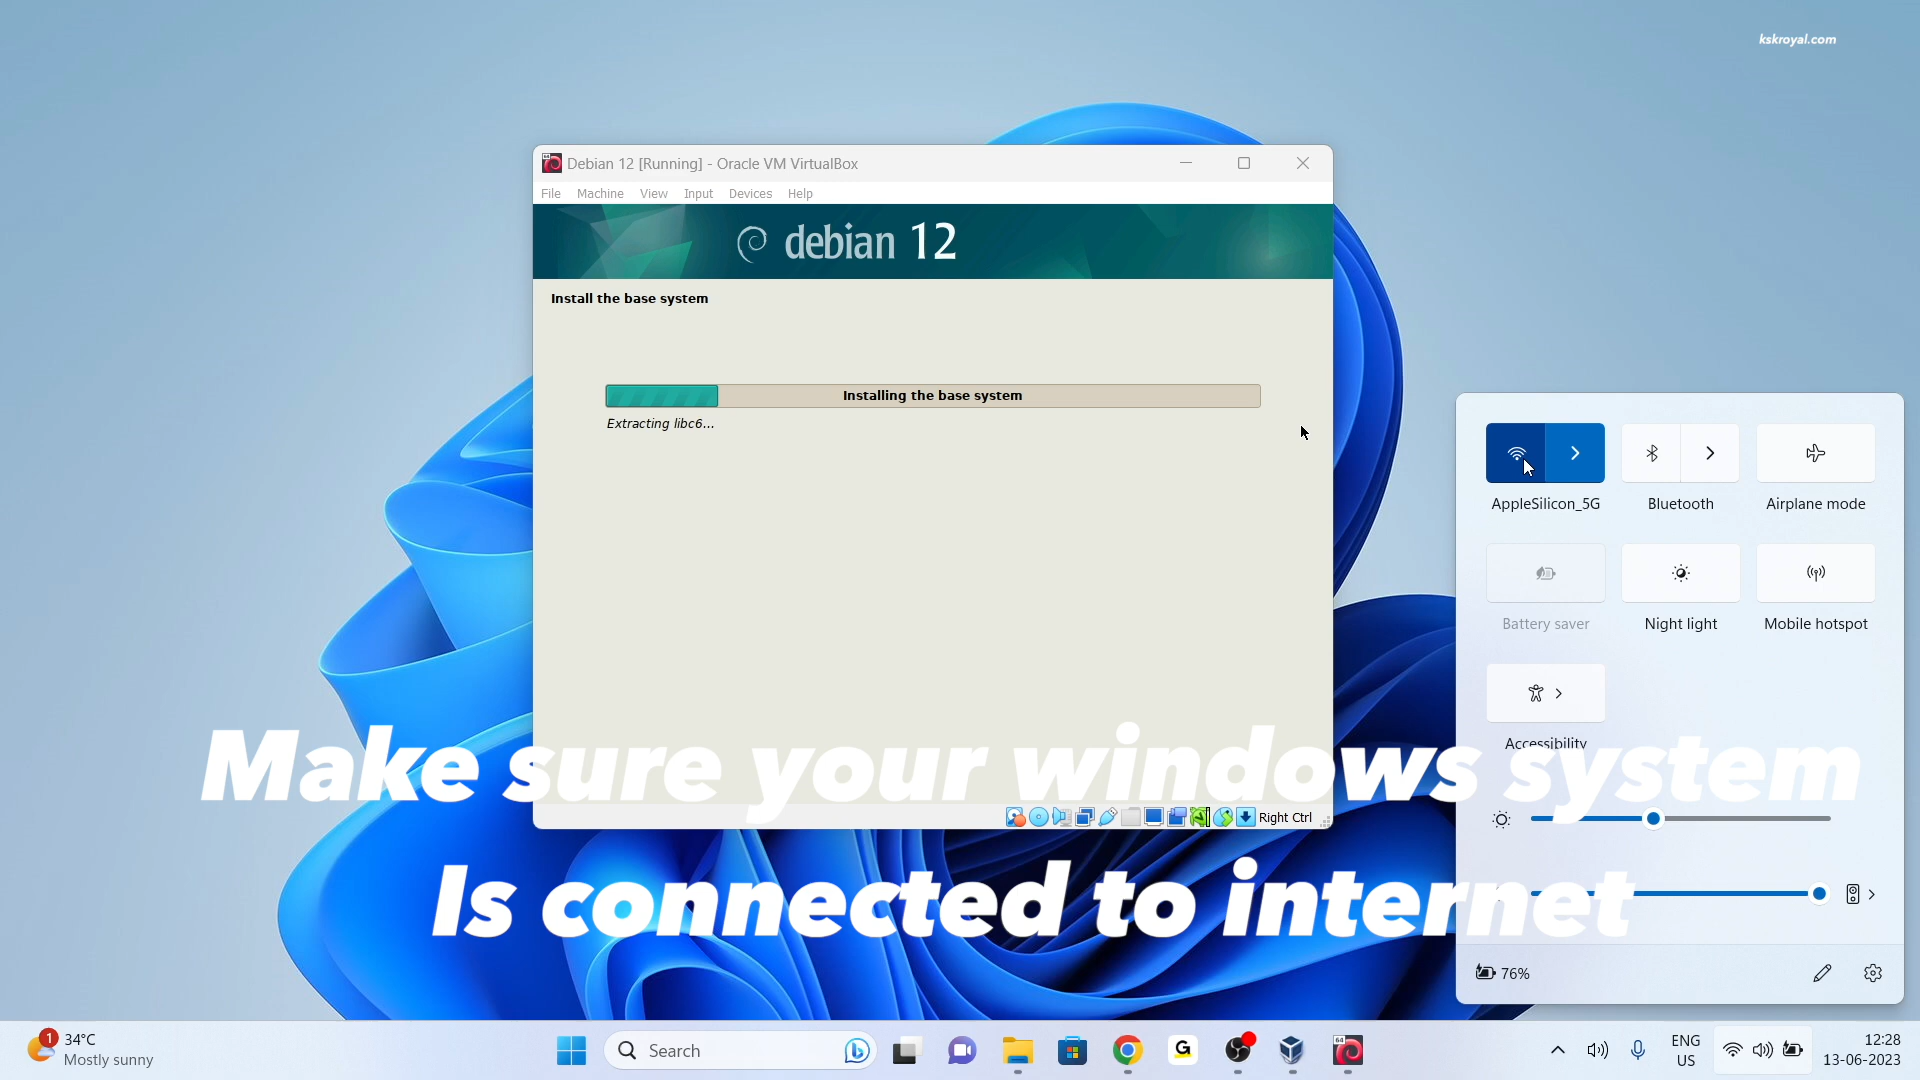 kskroyal.com
Debian 12 [Running] - Oracle VM VirtualBox
File Machine View Input Devices Help
debian 12
Install the base system
Installing the base system
Extracting libc6...
AppleSilicon_5G
Bluetooth
Airplane mode
Battery saver
Night light
Mobile hotspot
Accessibility
Make sure your windows system
Is connected to internet
Right Ctrl
76%
1
34°C
Mostly sunny
Search
G
64
ENG
US
12:28
13-06-2023